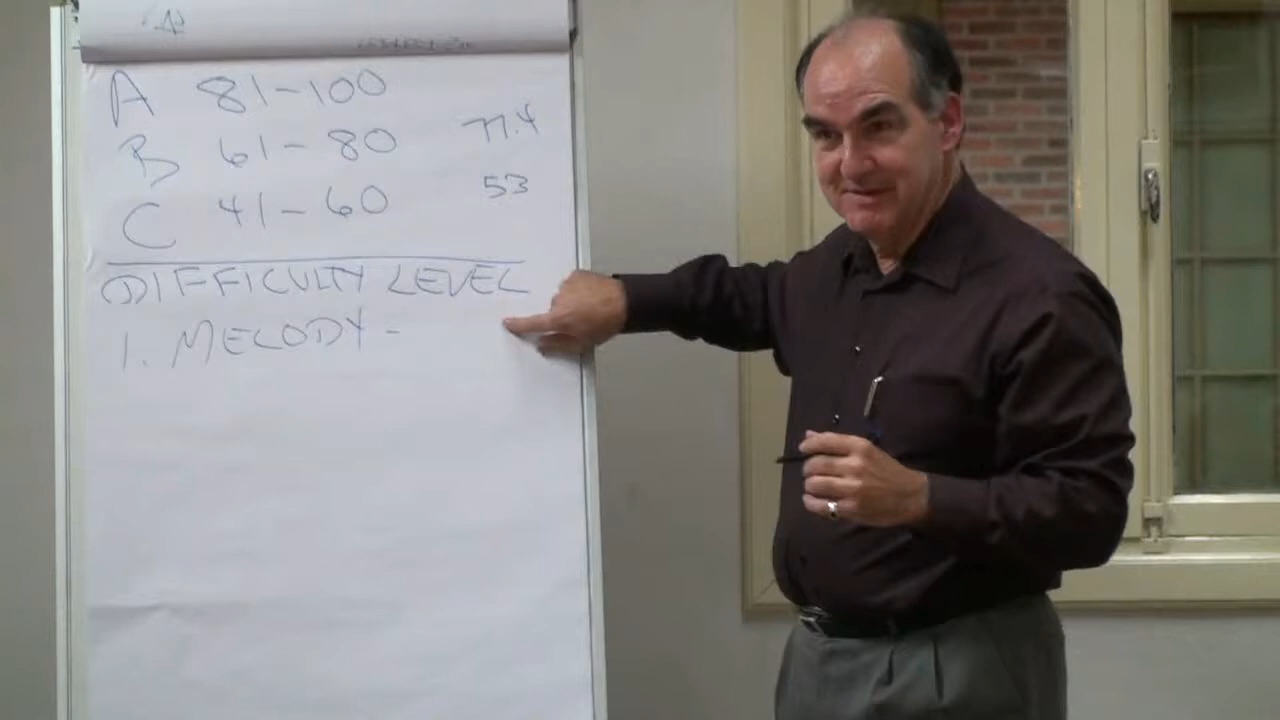 A 81-100
B 61-80 77.4
C 41-60 53
DIFFICULTY LEVEL
1. MELODY -